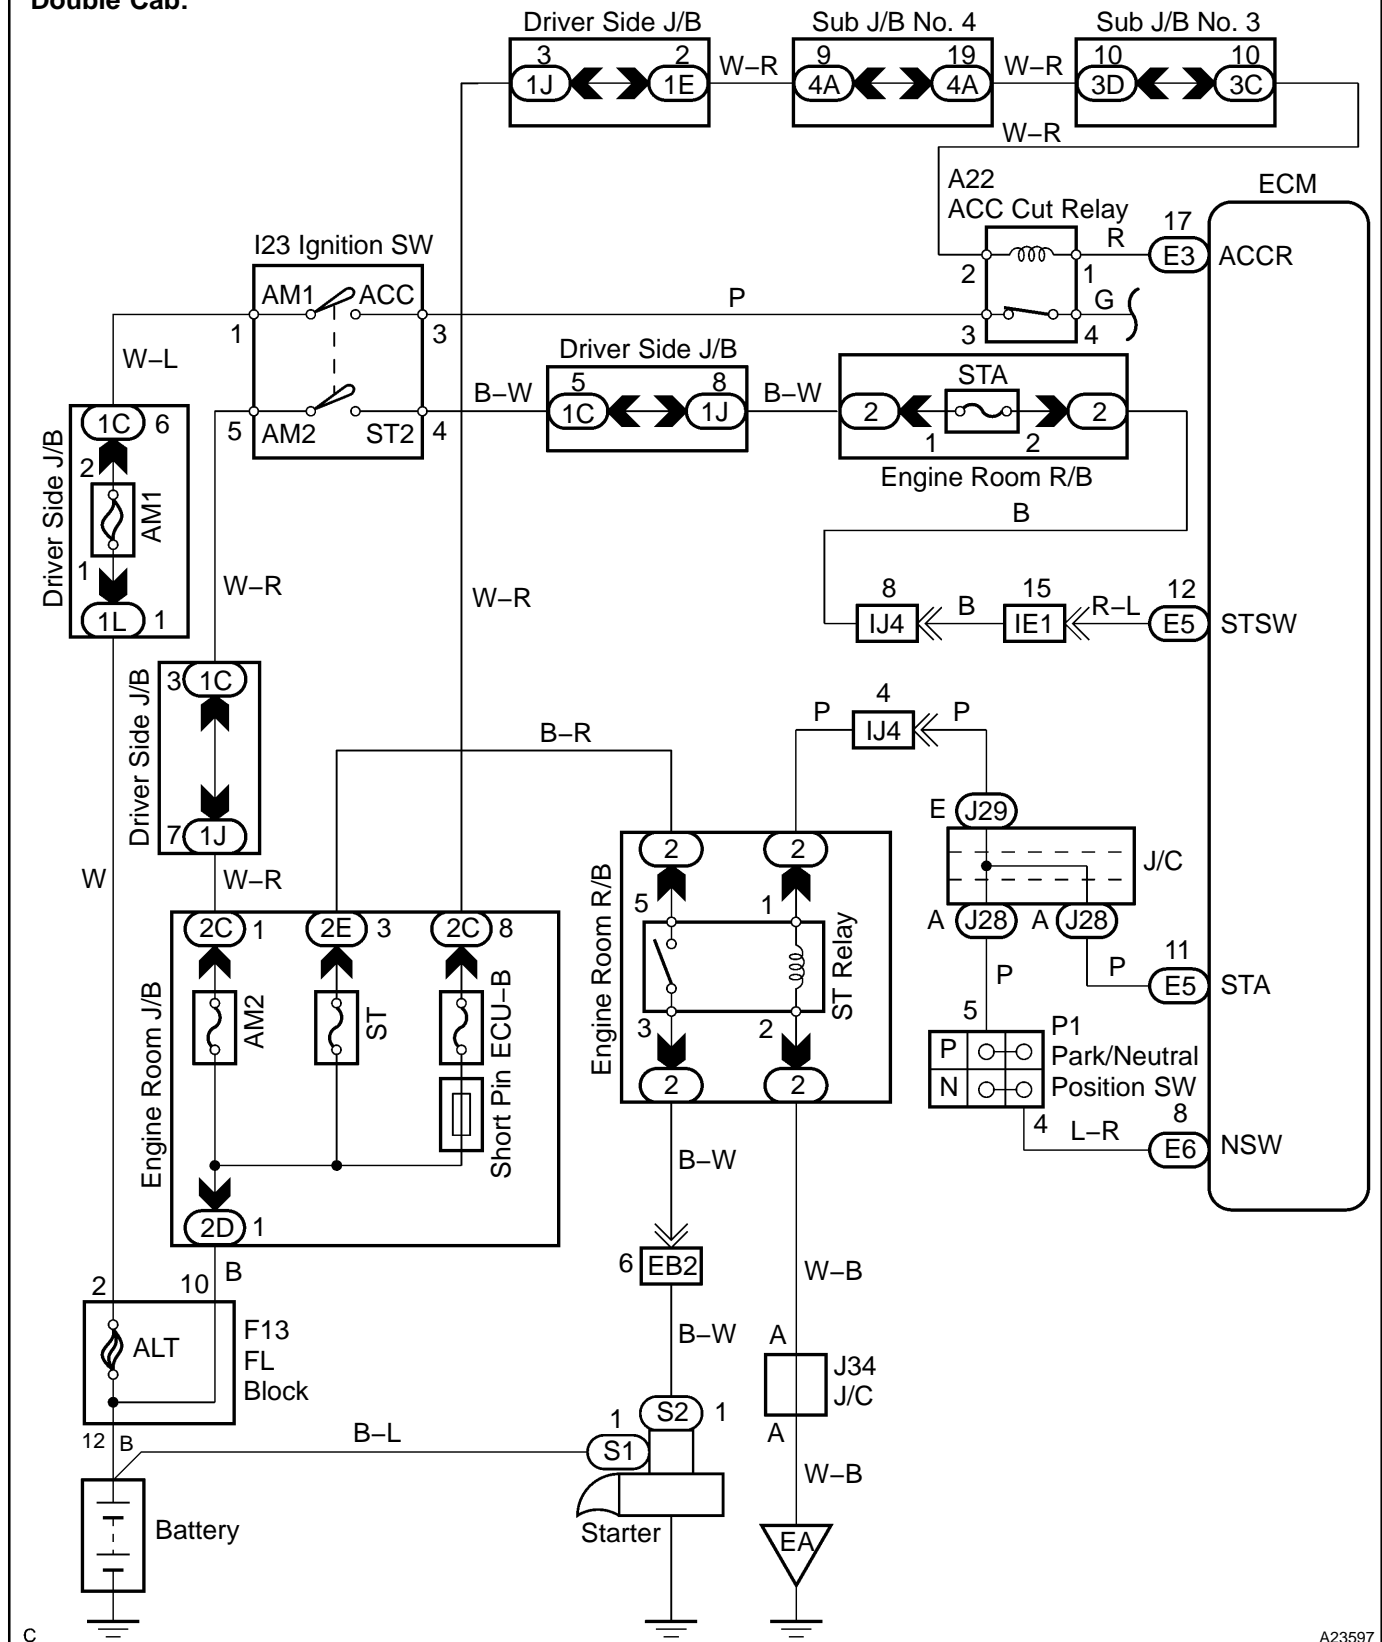 Double Cab:
Driver Side J/B
Sub J/B No. 4
Sub J/B No. 3
3
2
9
19
10
10
1J
1E
W–R
4A
4A
W–R
3D
3C
W–R
A22
ACC Cut Relay
ECM
17
R
E3
ACCR
2
1
I23 Ignition SW
AM1
ACC
P
G
1
3
3
4
W–L
Driver Side J/B
STA
5
8
B–W
1C
1J
B–W
2
2
5
AM2
ST2
4
1
2
Engine Room R/B
B
1C
6
2
Driver Side J/B
AM1
1
1L
1
W–R
W–R
8
15
12
IJ4
B
IE1
R–L
E5
STSW
3
1C
Driver Side J/B
7
1J
4
P
IJ4
P
B–R
E
J29
J/C
W
W–R
2
2
Engine Room R/B
5
1
ST Relay
3
2
2
2
A
J28
A
J28
2C
1
2E
3
2C
8
P
P
11
E5
STA
Engine Room J/B
AM2
ST
Short Pin ECU–B
5
P1
P
Park/Neutral
N
Position SW
4
L–R
8
E6
NSW
B–W
2D
1
6
EB2
W–B
2
10
B
ALT
F13
FL
Block
B–W
A
J34
J/C
A
12
B
B–L
1
S2
1
S1
W–B
Battery
Starter
EA
C
A23597